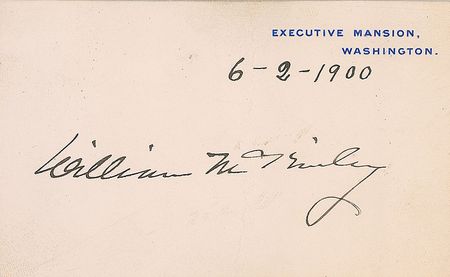 EXECUTIVE MANSION,
WASHINGTON.
6-2-1900
William McKinley